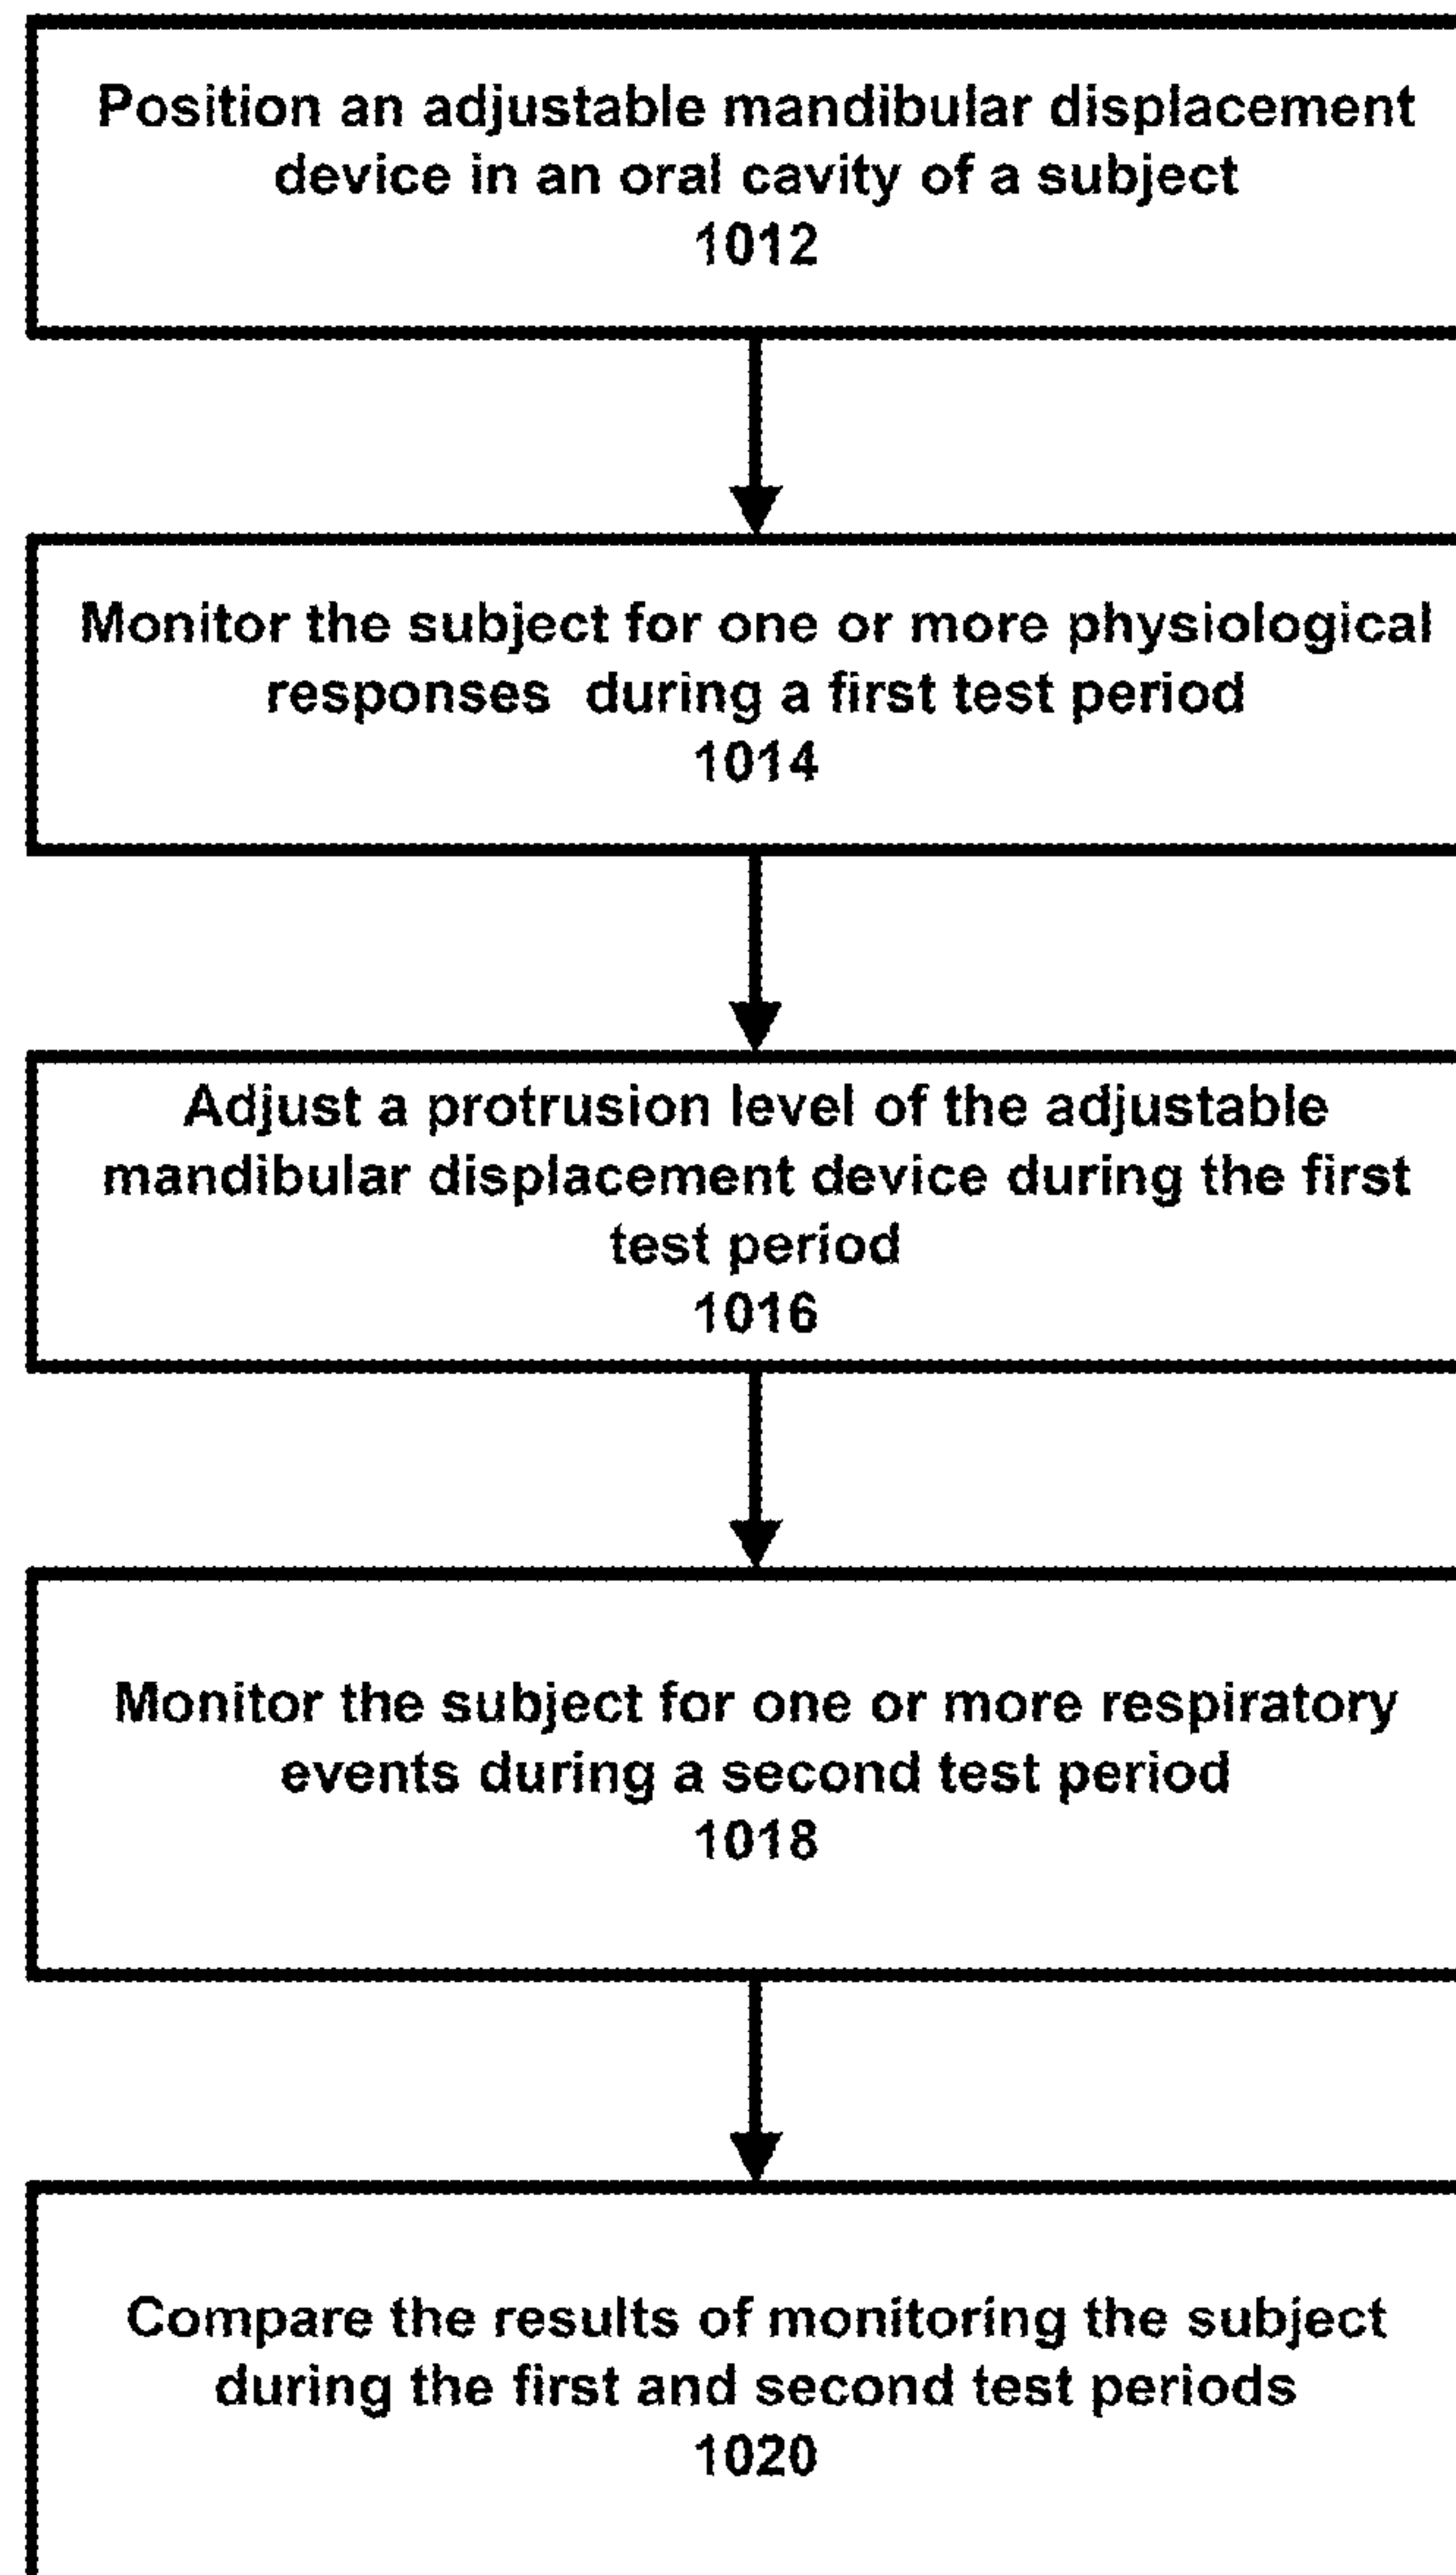 Position an adjustable mandibular displacement
device in an oral cavity of a subject
1012
Monitor the subject for one or more physiological
responses during a first test period
1014
Adjust a protrusion level of the adjustable
mandibular displacement device during the first
test period
1016
Monitor the subject for one or more respiratory
events during a second test period
1018
Compare the results of monitoring the subject
during the first and second test periods
1020